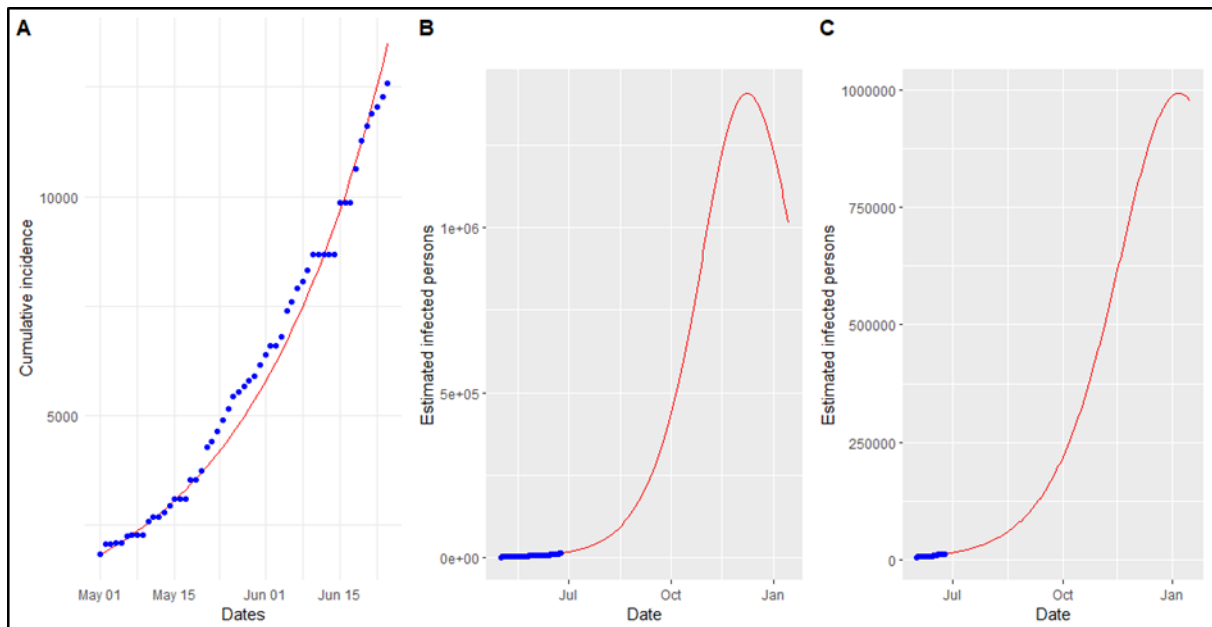 A
Cumulative incidence
10000
5000
May 01
May 15
Jun 01
Jun 15
Dates
B
Estimated infected persons
1e+06
5e+05
0e+00
Jul
Oct
Jan
Date
C
Estimated infected persons
1000000
750000
500000
250000
0
Jul
Oct
Jan
Date